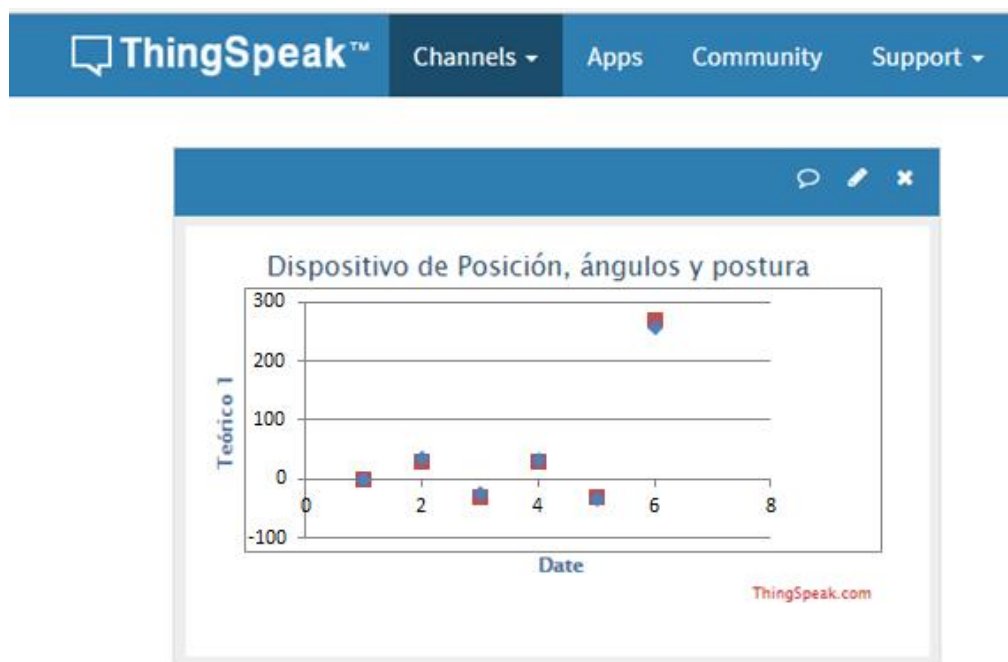 ThingSpeak™ Channels Apps Community Support
Dispositivo de Posición, ángulos y postura
300
200
100
0
-100
0 2 4 6 8
Teórico 1
Date
ThingSpeak.com